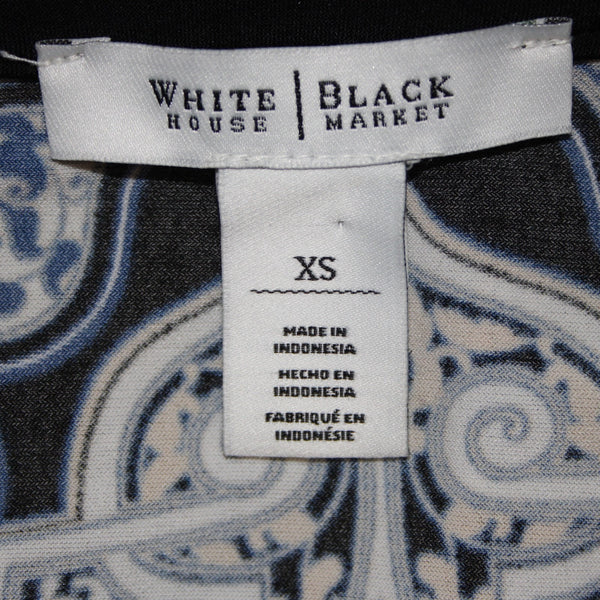 WHITE | BLACK
HOUSE | MARKET
XS
MADE IN
INDONESIA
HECHO EN
INDONESIA
FABRIQUÉ EN
INDONÉSIE